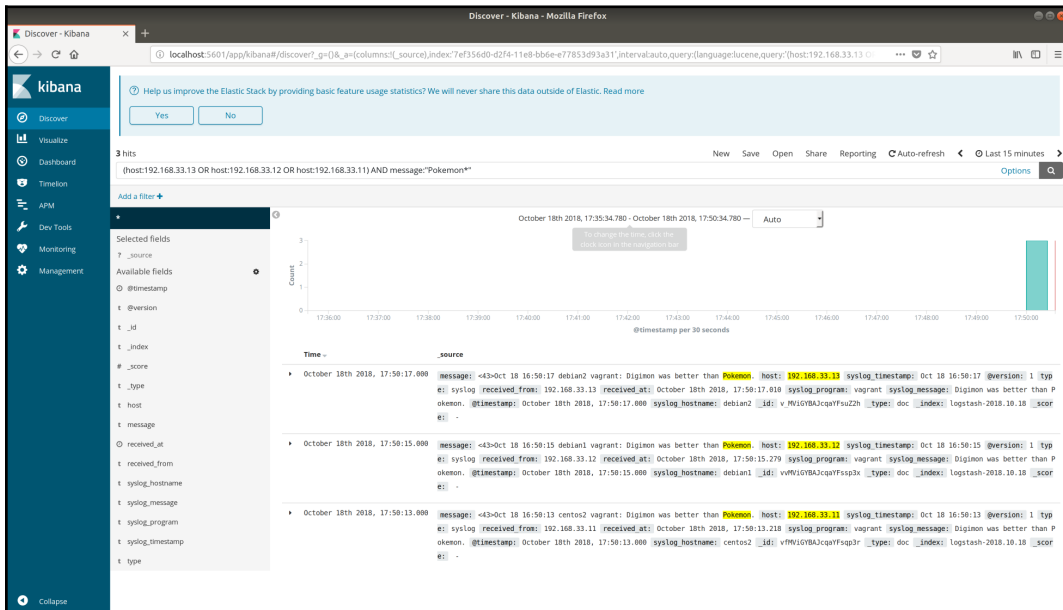 Discover - Kibana - Mozilla Firefox
Discover - Kibana
localhost:5601/app/kibana#/discover?_g=()&_a=(columns:!(_source),index:'7ef356d0-d2f4-11e8-bb6e-e77853d93a31',interval:auto,query:(language:lucene,query:'(host:192.168.33.13 O
kibana
Discover
Visualize
Dashboard
Timelion
APM
Dev Tools
Monitoring
Management
Collapse
Help us improve the Elastic Stack by providing basic feature usage statistics? We will never share this data outside of Elastic. Read more
Yes No
3 hits
New Save Open Share Reporting Auto-refresh Last 15 minutes
(host:192.168.33.13 OR host:192.168.33.12 OR host:192.168.33.11) AND message:"Pokemon*"
Options
Add a filter +
*
Selected fields
? _source
Available fields
@timestamp
t @version
t _id
t _index
# _score
t _type
t host
t message
received_at
t received_from
t syslog_hostname
t syslog_message
t syslog_program
t syslog_timestamp
t type
October 18th 2018, 17:35:34.780 - October 18th 2018, 17:50:34.780 — Auto
To change the time, click the
clock icon in the navigation bar
Count
3
2
1
0
17:36:00 17:37:00 17:38:00 17:39:00 17:40:00 17:41:00 17:42:00 17:43:00 17:44:00 17:45:00 17:46:00 17:47:00 17:48:00 17:49:00 17:50:00
@timestamp per 30 seconds
Time _source
October 18th 2018, 17:50:17.000 message: <43>Oct 18 16:50:17 debian2 vagrant: Digimon was better than Pokemon. host: 192.168.33.13 syslog_timestamp: Oct 18 16:50:17 @version: 1 typ
e: syslog received_from: 192.168.33.13 received_at: October 18th 2018, 17:50:17.010 syslog_program: vagrant syslog_message: Digimon was better than P
okemon. @timestamp: October 18th 2018, 17:50:17.000 syslog_hostname: debian2 _id: v_MViGYBAJcqaYFsuZ2h _type: doc _index: logstash-2018.10.18 _scor
e: -
October 18th 2018, 17:50:15.000 message: <43>Oct 18 16:50:15 debian1 vagrant: Digimon was better than Pokemon. host: 192.168.33.12 syslog_timestamp: Oct 18 16:50:15 @version: 1 typ
e: syslog received_from: 192.168.33.12 received_at: October 18th 2018, 17:50:15.279 syslog_program: vagrant syslog_message: Digimon was better than P
okemon. @timestamp: October 18th 2018, 17:50:15.000 syslog_hostname: debian1 _id: vvMViGYBAJcqaYFssp3x _type: doc _index: logstash-2018.10.18 _scor
e: -
October 18th 2018, 17:50:13.000 message: <43>Oct 18 16:50:13 centos2 vagrant: Digimon was better than Pokemon. host: 192.168.33.11 syslog_timestamp: Oct 18 16:50:13 @version: 1 typ
e: syslog received_from: 192.168.33.11 received_at: October 18th 2018, 17:50:13.218 syslog_program: vagrant syslog_message: Digimon was better than P
okemon. @timestamp: October 18th 2018, 17:50:13.000 syslog_hostname: centos2 _id: vfMViGYBAJcqaYFsqp3r _type: doc _index: logstash-2018.10.18 _scor
e: -